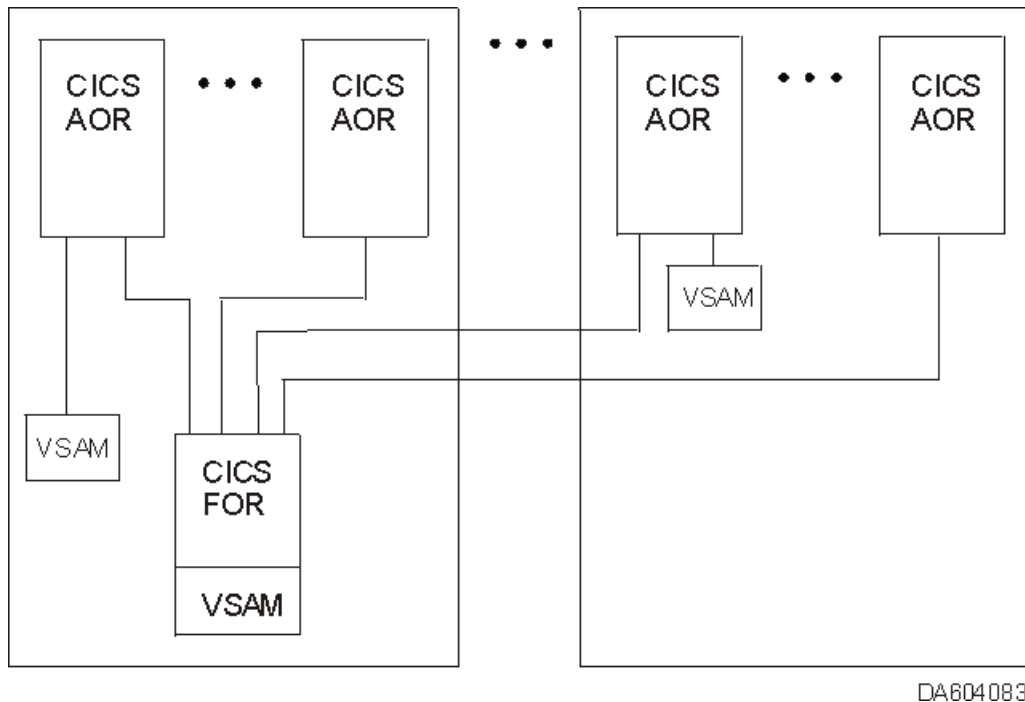 CICS
AOR
CICS
AOR
CICS
AOR
CICS
AOR
VSAM
VSAM
CICS
FOR
VSAM
DA604083